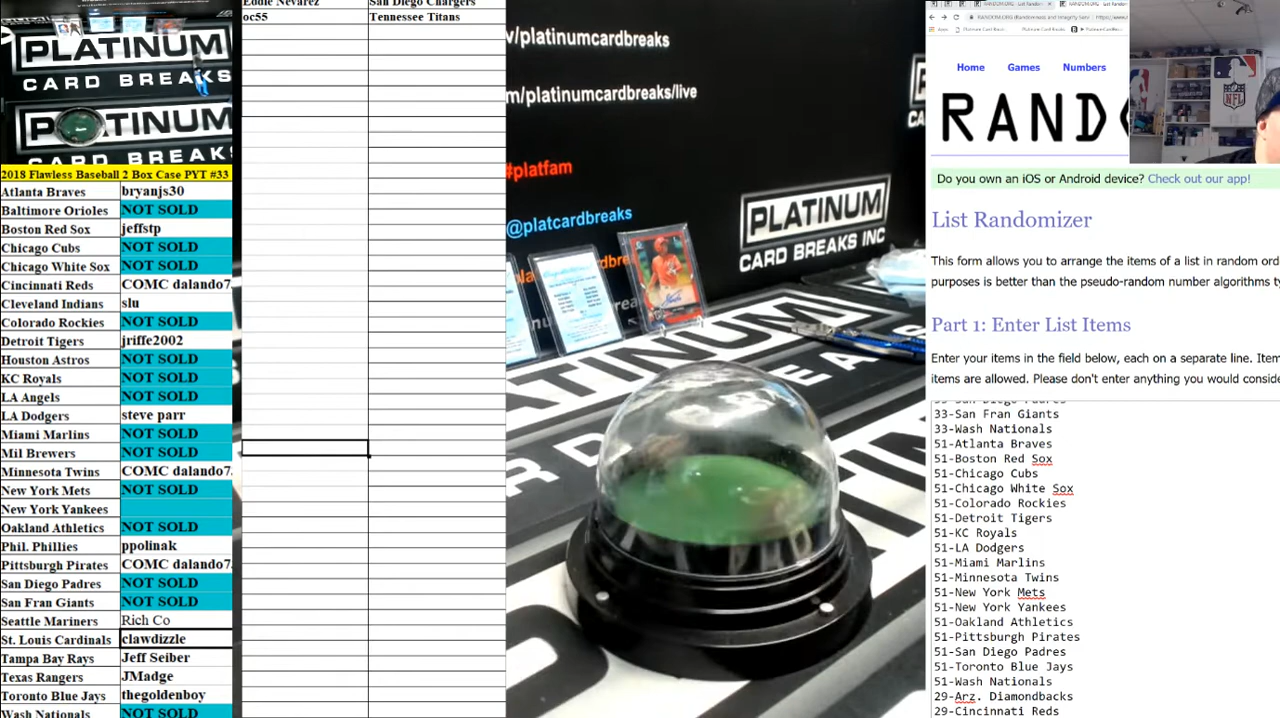 PLATINUM
CARD BREAKS
PLATINUM
CARD BREAKS
2018 Flawless Baseball 2 Box Case PYT #33
Atlanta Braves bryanjs30
Baltimore Orioles NOT SOLD
Boston Red Sox jeffstp
Chicago Cubs NOT SOLD
Chicago White Sox NOT SOLD
Cincinnati Reds COMC dalando7
Cleveland Indians slu
Colorado Rockies NOT SOLD
Detroit Tigers jriffe2002
Houston Astros NOT SOLD
KC Royals NOT SOLD
LA Angels NOT SOLD
LA Dodgers steve parr
Miami Marlins NOT SOLD
Mil Brewers NOT SOLD
Minnesota Twins COMC dalando7
New York Mets NOT SOLD
New York Yankees
Oakland Athletics NOT SOLD
Phil. Phillies ppolinak
Pittsburgh Pirates COMC dalando7
San Diego Padres NOT SOLD
San Fran Giants NOT SOLD
Seattle Mariners Rich Co
St. Louis Cardinals clawdizzle
Tampa Bay Rays Jeff Seiber
Texas Rangers JMadge
Toronto Blue Jays thegoldenboy
Wash Nationals NOT SOLD
Eddie Nevarez San Diego Chargers
oc55 Tennessee Titans
v/platinumcardbreaks
m/platinumcardbreaks/live
#platfam
@platcardbreaks
PLATINUM
CARD BREAKS INC
Home Games Numbers
RAND
NFL
Do you own an iOS or Android device? Check out our app!
List Randomizer
This form allows you to arrange the items of a list in random ord
purposes is better than the pseudo-random number algorithms ty
Part 1: Enter List Items
Enter your items in the field below, each on a separate line. Item
items are allowed. Please don't enter anything you would conside
33-San Diego Padres
33-San Fran Giants
33-Wash Nationals
51-Atlanta Braves
51-Boston Red Sox
51-Chicago Cubs
51-Chicago White Sox
51-Colorado Rockies
51-Detroit Tigers
51-KC Royals
51-LA Dodgers
51-Miami Marlins
51-Minnesota Twins
51-New York Mets
51-New York Yankees
51-Oakland Athletics
51-Pittsburgh Pirates
51-San Diego Padres
51-Toronto Blue Jays
51-Wash Nationals
29-Arz. Diamondbacks
29-Cincinnati Reds